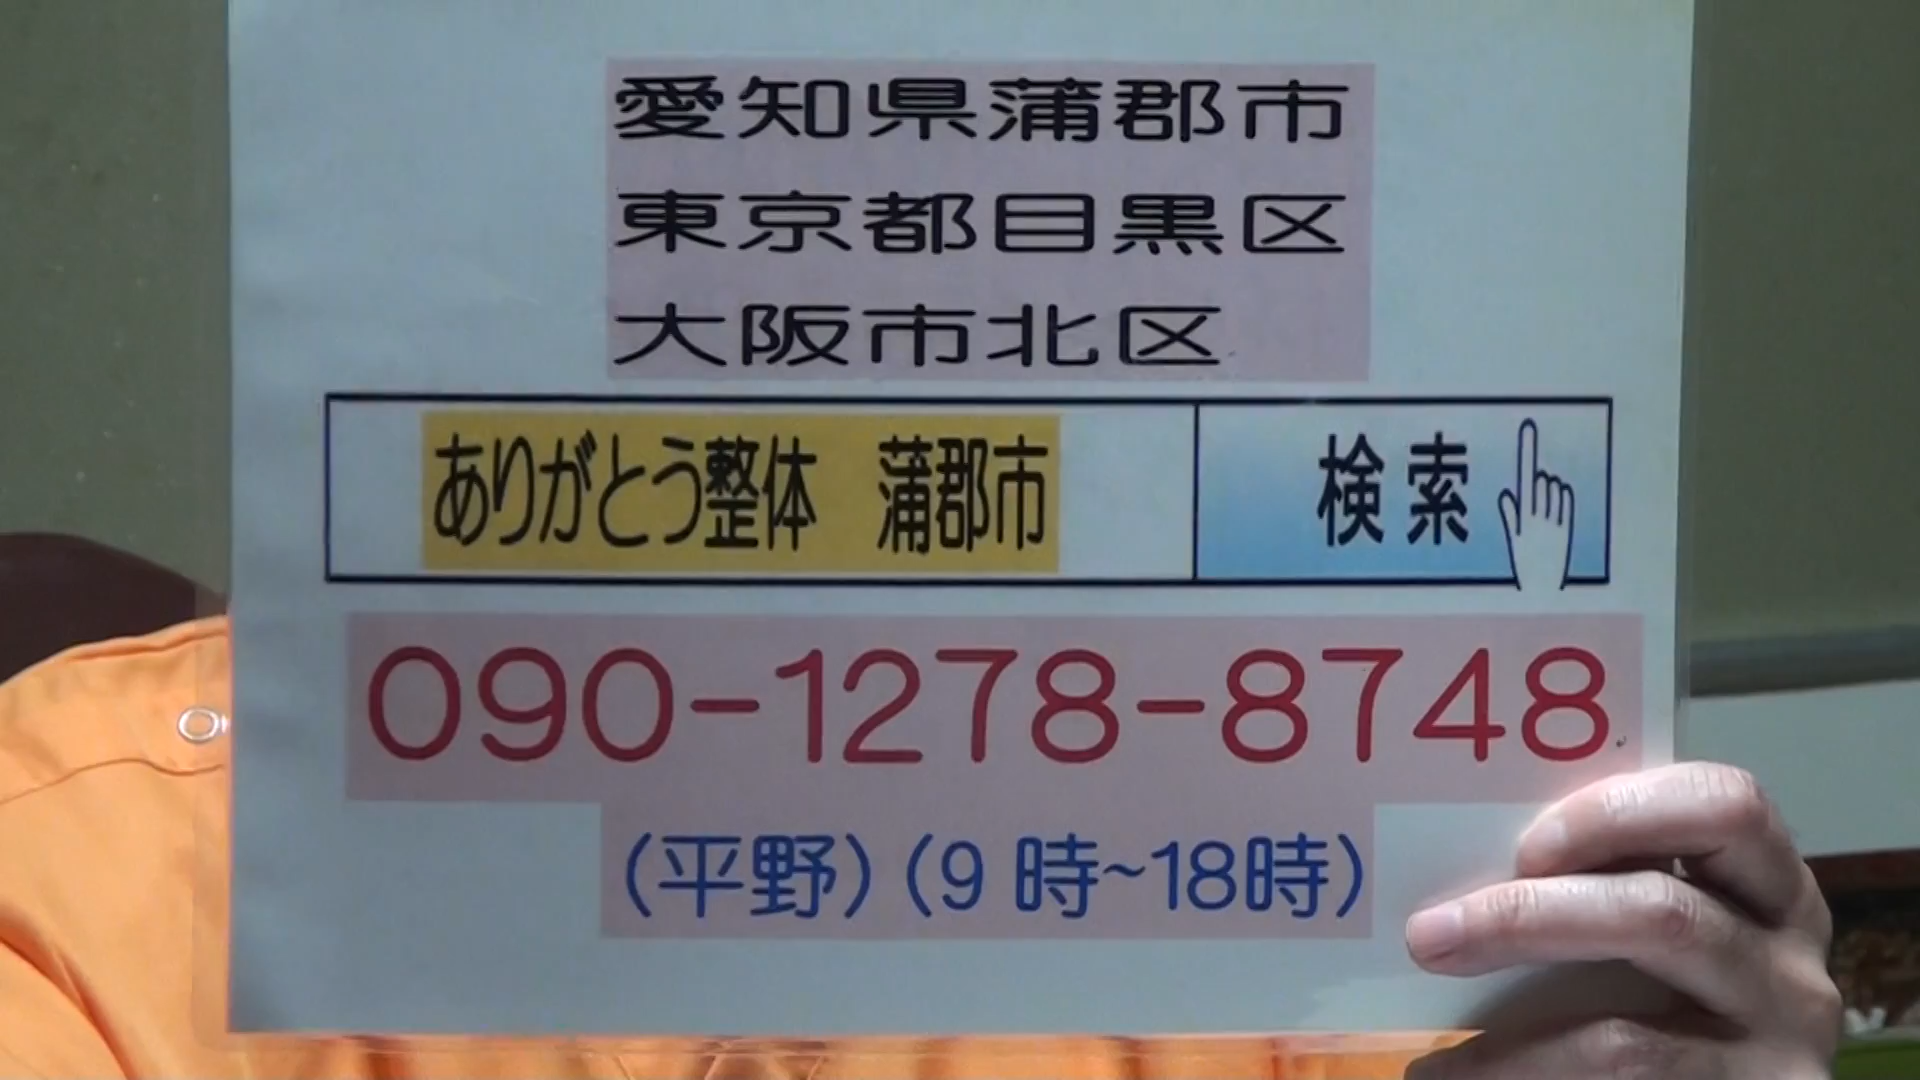 愛知県蒲郡市
東京都目黒区
大阪市北区
ありがとう整体　蒲郡市
検索
090-1278-8748
(平野)(9時~18時)